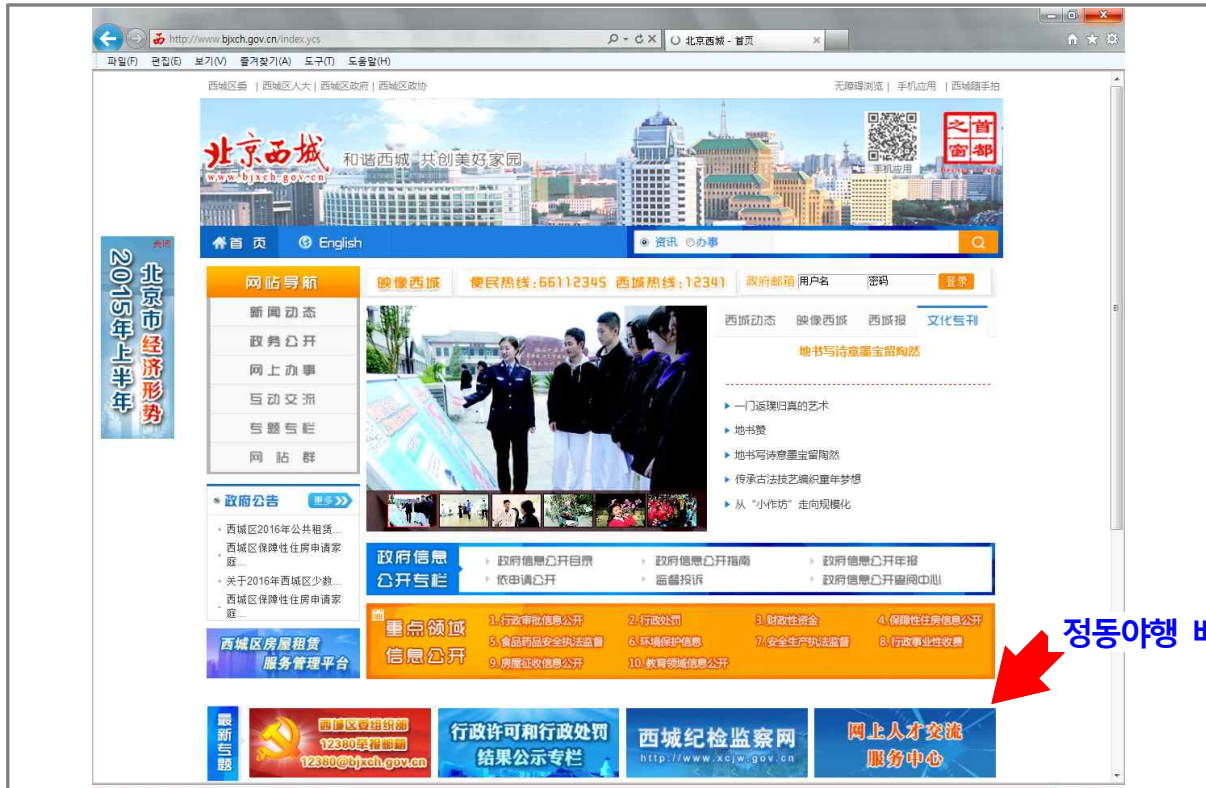 http://www.bjxch.gov.cn/index.ycs
北京西城 - 首页
파일(F) 편집(E) 보기(V) 즐겨찾기(A) 도구(T) 도움말(H)
西城区委 | 西城区人大 | 西城区政府 | 西城区政协
无障碍浏览 | 手机应用 | 西城随手拍
北京西城
www.bjxch.gov.cn
和谐西城 共创美好家园
手机应用
首都之窗
首 页 English
资讯 办事
关闭
北京市经济形势
2015年上半年
网站导航
新闻动态
政务公开
网上办事
互动交流
专题专栏
网 站 群
映像西城 便民热线:66112345 西城热线:12341 政府邮箱 用户名 密码 登录
西城动态 映像西城 西城报 文化专刊
地书写诗意墨宝留陶然
一门返璞归真的艺术
地书赞
地书写诗意墨宝留陶然
传承古法技艺编织童年梦想
从“小作坊”走向规模化
政府公告 更多
西城区2016年公共租赁...
西城区保障性住房申请家庭...
关于2016年西城区少数...
西城区保障性住房申请家庭...
政府信息公开专栏
政府信息公开目录 政府信息公开指南 政府信息公开年报
依申请公开 监督投诉 政府信息公开查阅中心
重点领域信息公开
1.行政审批信息公开 2.行政处罚 3.财政性资金 4.保障性住房信息公开
5.食品药品安全执法监督 6.环境保护信息 7.安全生产执法监督 8.行政事业性收费
9.房屋征收信息公开 10.教育领域信息公开
西城区房屋租赁
服务管理平台
정동야행
最新专题
西城区委组织部
12380举报邮箱
12380@bjxch.gov.cn
行政许可和行政处罚
结果公示专栏
西城纪检监察网
http://www.xcjw.gov.cn
网上人才交流
服务中心